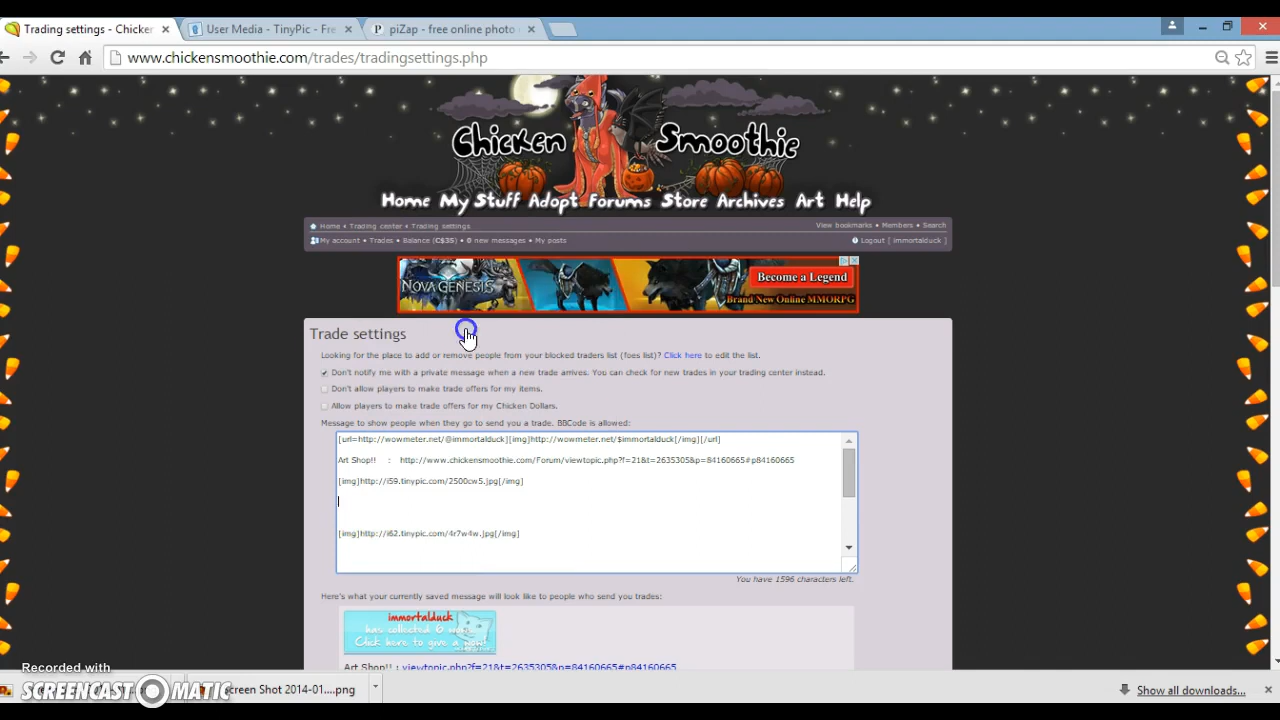 Trading settings - Chicken
User Media - TinyPic - Fre
piZap - free online photo
www.chickensmoothie.com/trades/tradingsettings.php
Chicken Smoothie
Home My Stuff Adopt Forums Store Archives Art Help
Home ‹ Trading center ‹ Trading settings
View bookmarks • Members • Search
My account • Trades • Balance (C$35) • 0 new messages • My posts
Logout [ immortalduck ]
NOVA GENESIS
Become a Legend
Brand New Online MMORPG
Trade settings
Looking for the place to add or remove people from your blocked traders list (foes list)? Click here to edit the list.
Don't notify me with a private message when a new trade arrives. You can check for new trades in your trading center instead.
Don't allow players to make trade offers for my items.
Allow players to make trade offers for my Chicken Dollars.
Message to show people when they go to send you a trade. BBCode is allowed:
[url=http://wowmeter.net/@immortalduck][img]http://wowmeter.net/$immortalduck[/img][/url]
Art Shop!! : http://www.chickensmoothie.com/Forum/viewtopic.php?f=21&t=2635305&p=84160665#p84160665
[img]http://i59.tinypic.com/2500cw5.jpg[/img]
[img]http://i62.tinypic.com/4r7w4w.jpg[/img]
You have 1596 characters left.
Here's what your currently saved message will look like to people who send you trades:
immortalduck
has collected 6
Click here to give a wow!
Art Shop!! : viewtopic.php?f=21&t=2635305&p=84160665#p84160665
Recorded with
SCREENCAST MATIC
Screen Shot 2014-01....png
Show all downloads...